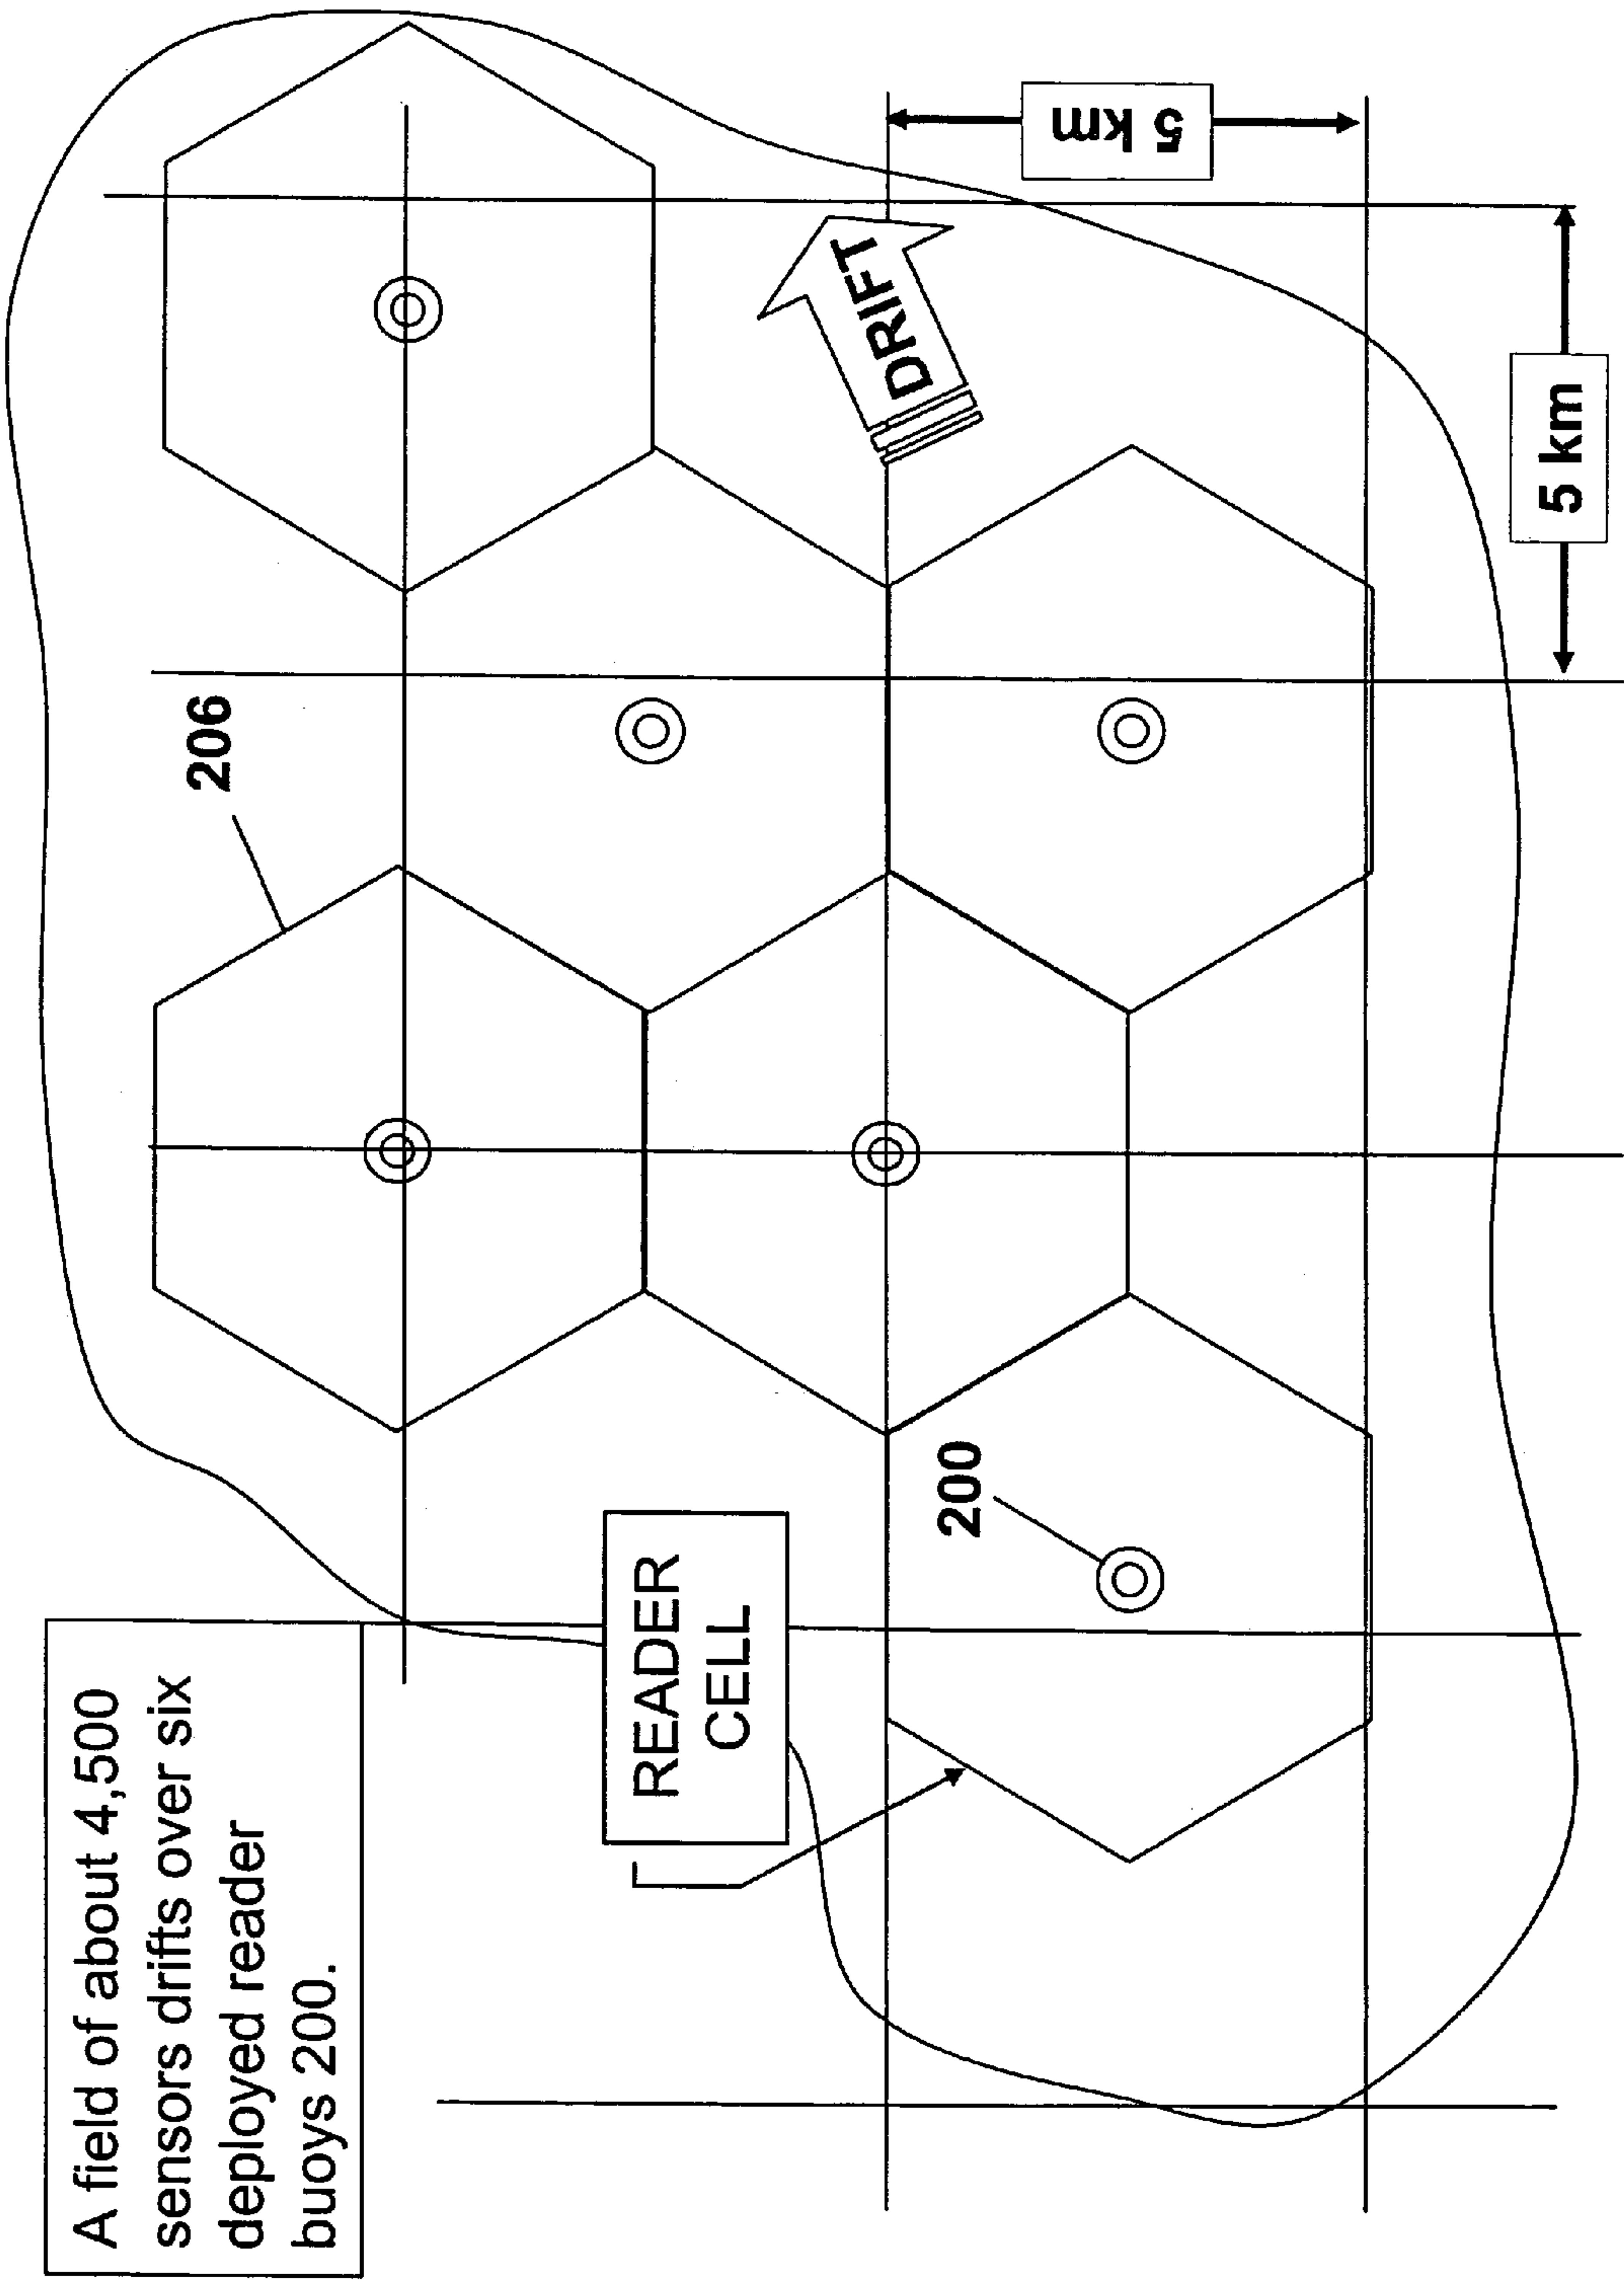 A field of about 4,500
sensors drifts over six
deployed reader
buoys 200.
READER
CELL
200
206
DRIFT
5 km
5 km